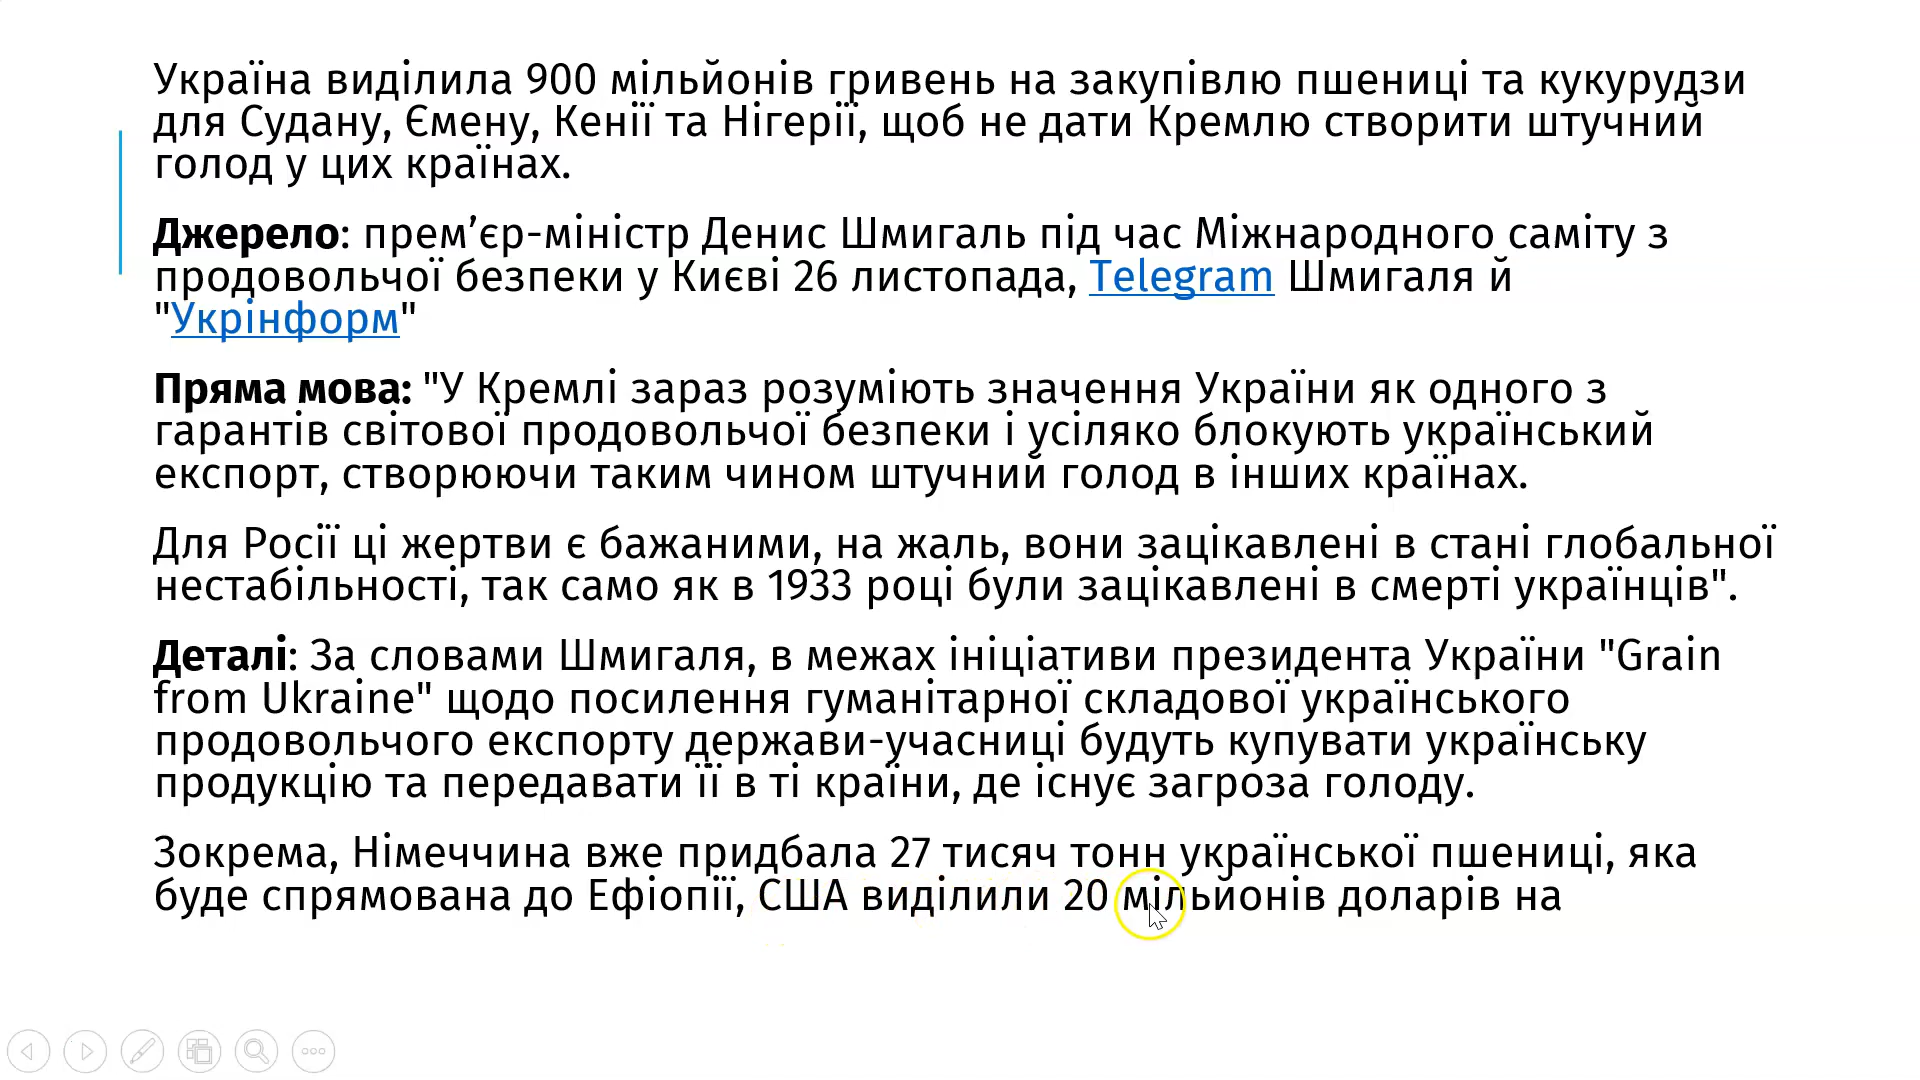 Україна виділила 900 мільйонів гривень на закупівлю пшениці та кукурудзи
для Судану, Ємену, Кенії та Нігерії, щоб не дати Кремлю створити штучний
голод у цих країнах.
Джерело: прем’єр-міністр Денис Шмигаль під час Міжнародного саміту з
продовольчої безпеки у Києві 26 листопада, Telegram Шмигаля й
"Укрінформ"
Пряма мова: "У Кремлі зараз розуміють значення України як одного з
гарантів світової продовольчої безпеки і усіляко блокують український
експорт, створюючи таким чином штучний голод в інших країнах.
Для Росії ці жертви є бажаними, на жаль, вони зацікавлені в стані глобальної
нестабільності, так само як в 1933 році були зацікавлені в смерті українців".
Деталі: За словами Шмигаля, в межах ініціативи президента України "Grain
from Ukraine" щодо посилення гуманітарної складової українського
продовольчого експорту держави-учасниці будуть купувати українську
продукцію та передавати її в ті країни, де існує загроза голоду.
Зокрема, Німеччина вже придбала 27 тисяч тонн української пшениці, яка
буде спрямована до Ефіопії, США виділили 20 мільйонів доларів на